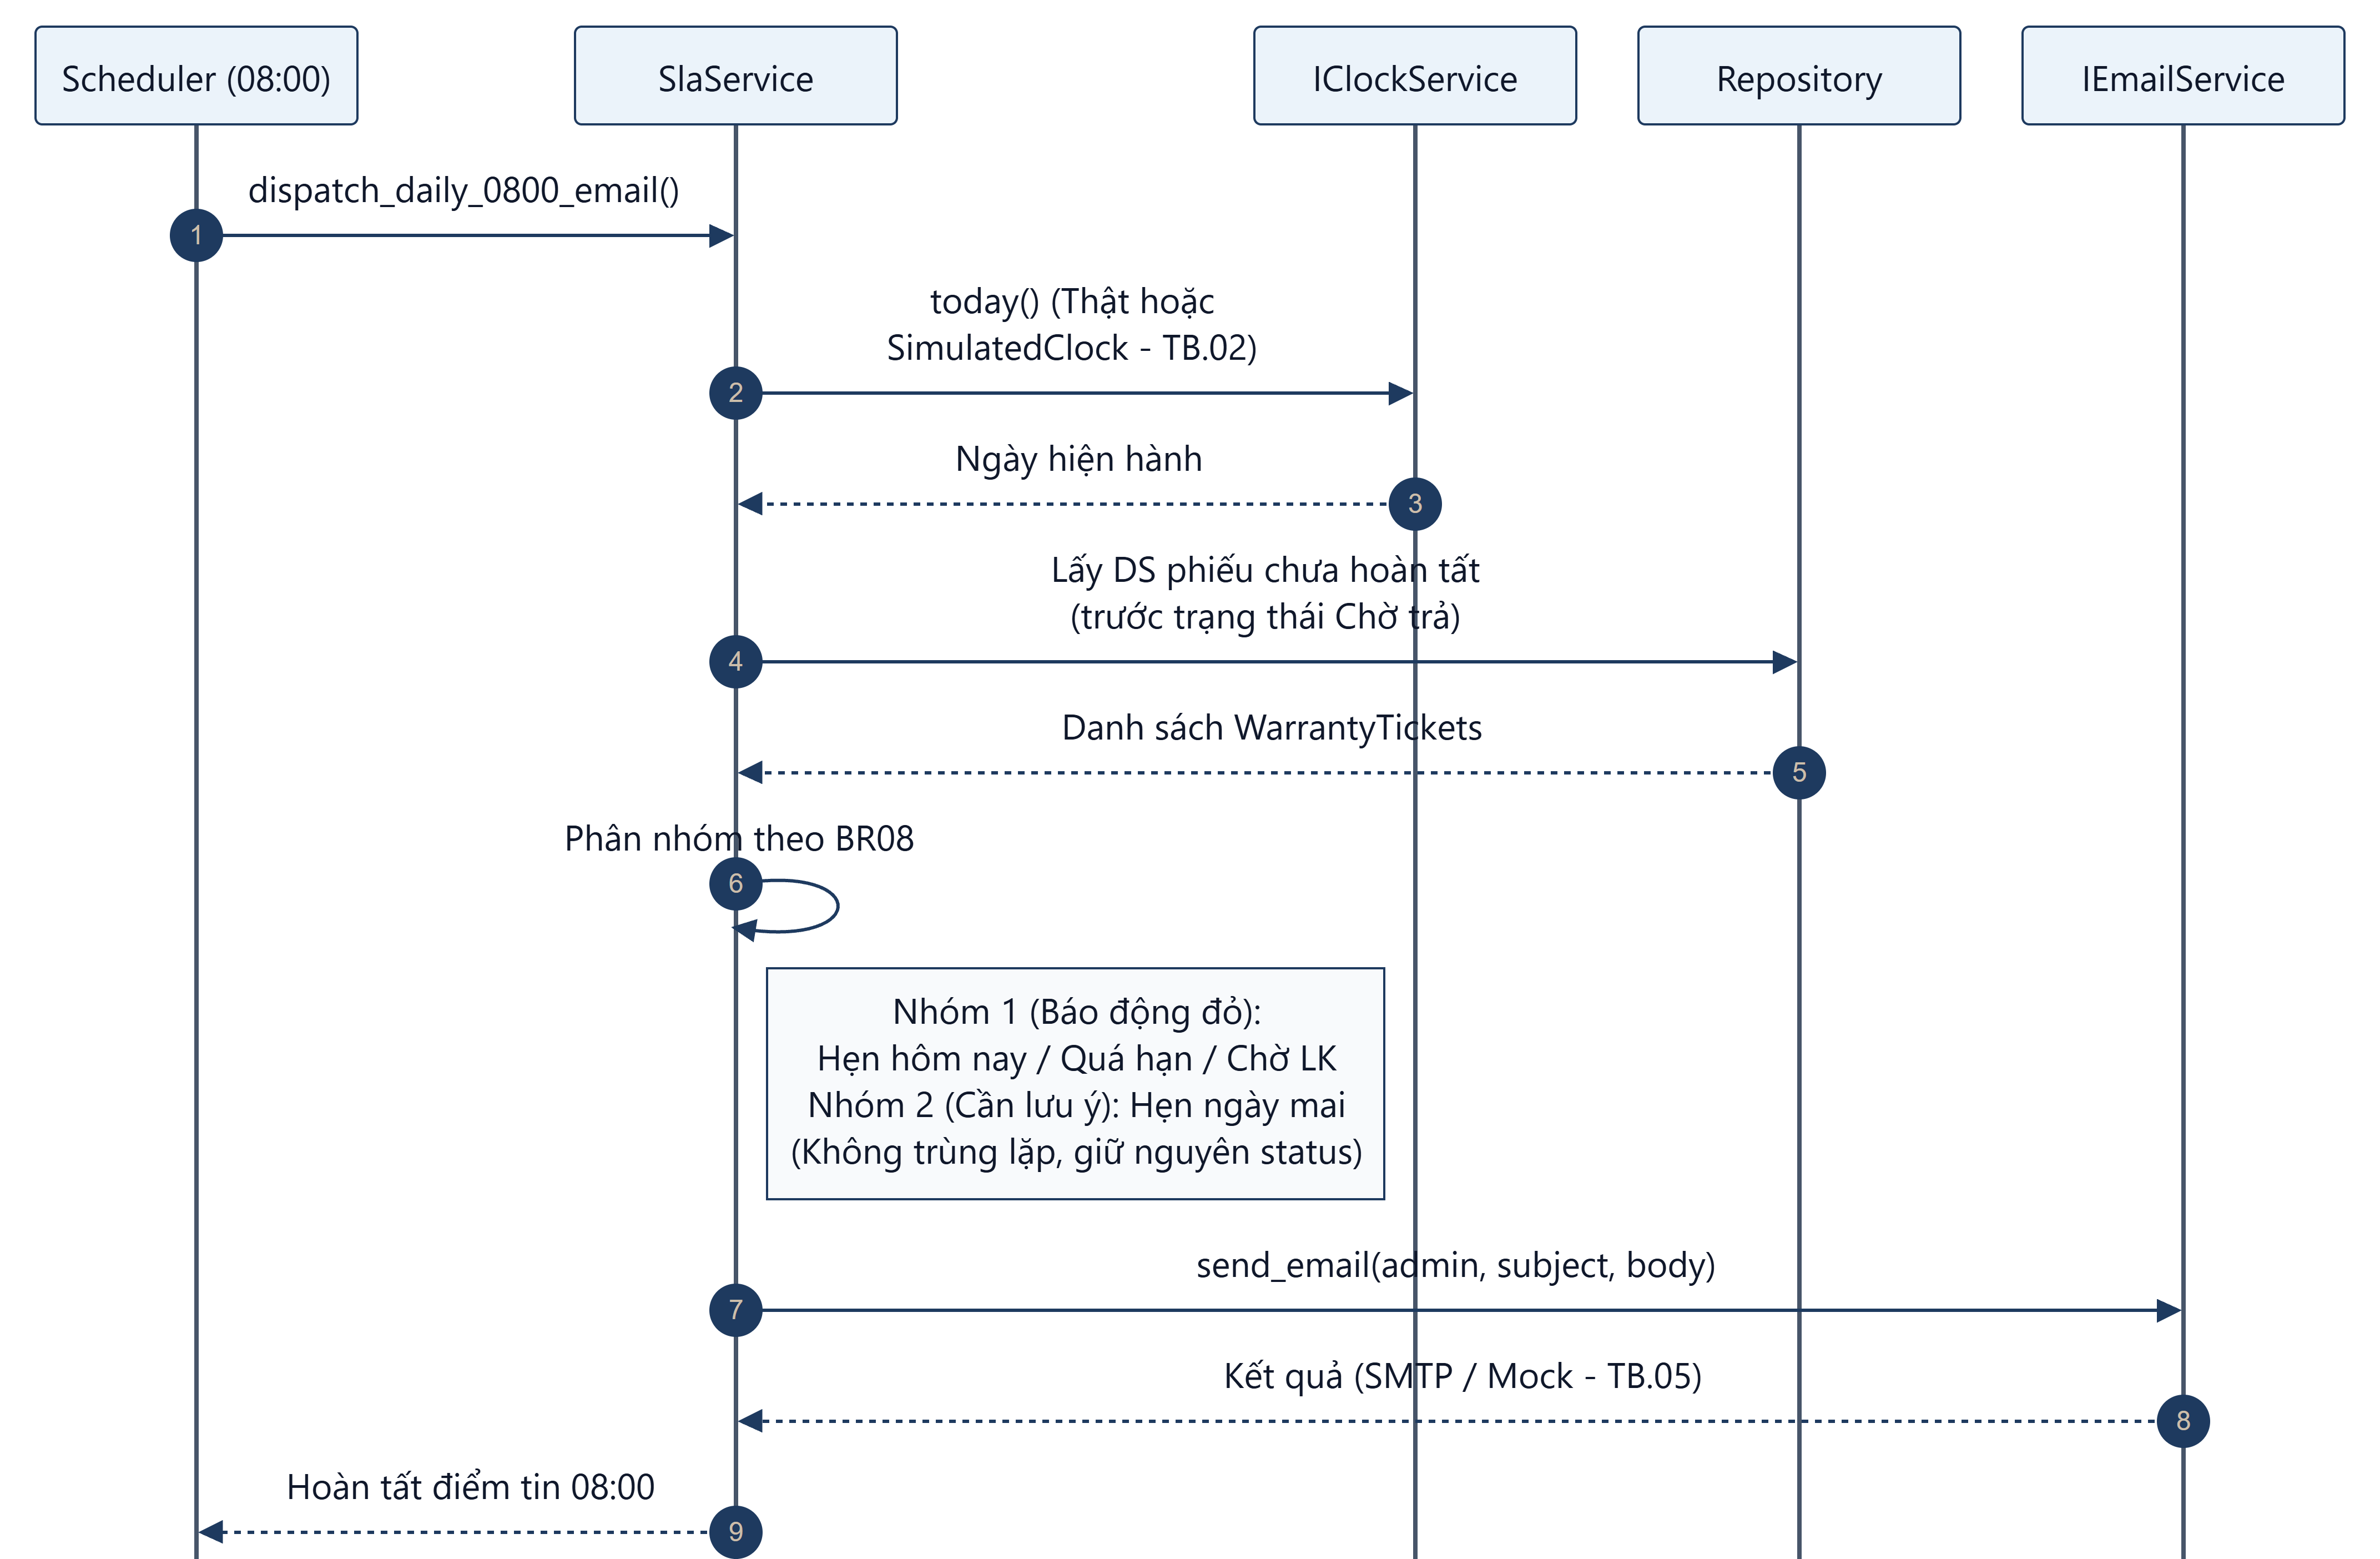 Scheduler (08:00)
SlaService
IClockService
Repository
IEmailService
dispatch_daily_0800_email()
1
today() (Thật hoặc
SimulatedClock - TB.02)
2
Ngày hiện hành
3
Lấy DS phiếu chưa hoàn tất
(trước trạng thái Chờ trả)
4
Danh sách WarrantyTickets
5
Phân nhóm theo BR08
6
Nhóm 1 (Báo động đỏ):
Hẹn hôm nay / Quá hạn / Chờ LK
Nhóm 2 (Cần lưu ý): Hẹn ngày mai
(Không trùng lặp, giữ nguyên status)
send_email(admin, subject, body)
7
Kết quả (SMTP / Mock - TB.05)
8
Hoàn tất điểm tin 08:00
9